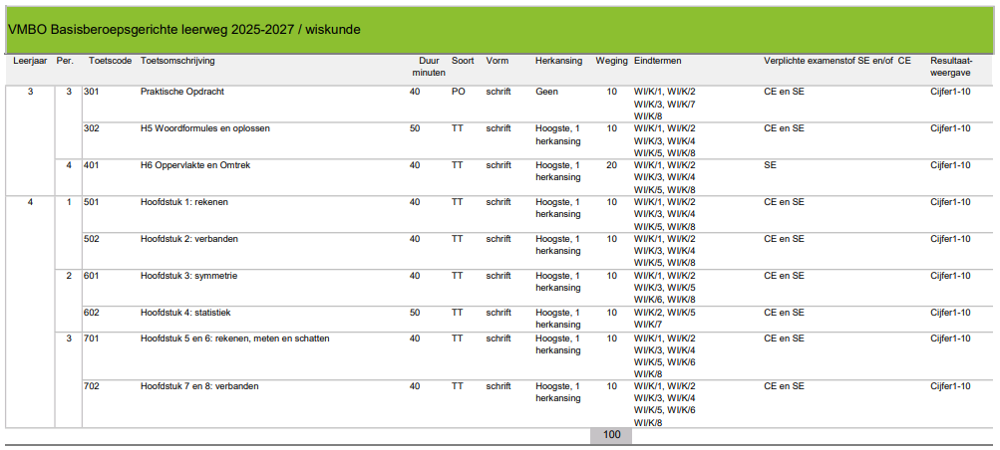 VMBO Basisberoepsgerichte leerweg 2025-2027 / wiskunde
Leerjaar Per. Toetscode Toetsomschrijving Duur minuten Soort Vorm Herkansing Weging Eindtermen Verplichte examenstof SE en/of CE Resultaat-weergave
3 3 301 Praktische Opdracht 40 PO schrift Geen 10 WI/K/1, WI/K/2 CE en SE Cijfer1-10
WI/K/3, WI/K/7
WI/K/8
302 H5 Woordformules en oplossen 50 TT schrift Hoogste, 1 10 WI/K/1, WI/K/2 CE en SE Cijfer1-10
herkansing WI/K/3, WI/K/4
WI/K/5, WI/K/8
4 401 H6 Oppervlakte en Omtrek 40 TT schrift Hoogste, 1 20 WI/K/1, WI/K/2 SE Cijfer1-10
herkansing WI/K/3, WI/K/4
WI/K/5, WI/K/8
4 1 501 Hoofdstuk 1: rekenen 40 TT schrift Hoogste, 1 10 WI/K/1, WI/K/2 CE en SE Cijfer1-10
herkansing WI/K/3, WI/K/4
WI/K/5, WI/K/8
502 Hoofdstuk 2: verbanden 40 TT schrift Hoogste, 1 10 WI/K/1, WI/K/2 CE en SE Cijfer1-10
herkansing WI/K/3, WI/K/4
WI/K/5, WI/K/8
2 601 Hoofdstuk 3: symmetrie 40 TT schrift Hoogste, 1 10 WI/K/1, WI/K/2 CE en SE Cijfer1-10
herkansing WI/K/3, WI/K/5
WI/K/6, WI/K/8
602 Hoofdstuk 4: statistiek 50 TT schrift Hoogste, 1 10 WI/K/2, WI/K/5 CE en SE Cijfer1-10
herkansing WI/K/7
3 701 Hoofdstuk 5 en 6: rekenen, meten en schatten 40 TT schrift Hoogste, 1 10 WI/K/1, WI/K/2 CE en SE Cijfer1-10
herkansing WI/K/3, WI/K/4
WI/K/5, WI/K/6
WI/K/8
702 Hoofdstuk 7 en 8: verbanden 40 TT schrift Hoogste, 1 10 WI/K/1, WI/K/2 CE en SE Cijfer1-10
herkansing WI/K/3, WI/K/4
WI/K/5, WI/K/6
WI/K/8
100